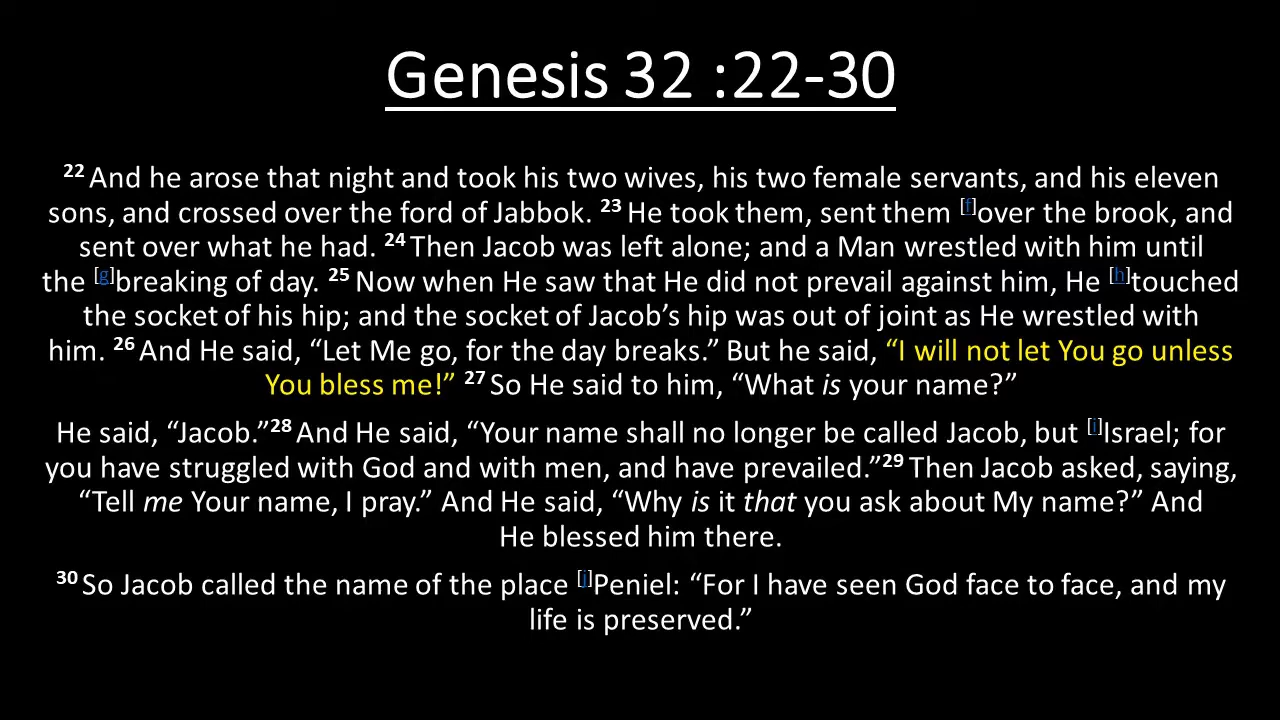 Genesis 32 :22-30
22 And he arose that night and took his two wives, his two female servants, and his eleven
sons, and crossed over the ford of Jabbok. 23 He took them, sent them [f]over the brook, and
sent over what he had. 24 Then Jacob was left alone; and a Man wrestled with him until
the [g]breaking of day. 25 Now when He saw that He did not prevail against him, He [h]touched
the socket of his hip; and the socket of Jacob’s hip was out of joint as He wrestled with
him. 26 And He said, “Let Me go, for the day breaks.” But he said, “I will not let You go unless
You bless me!” 27 So He said to him, “What is your name?”
He said, “Jacob.”28 And He said, “Your name shall no longer be called Jacob, but [i]Israel; for
you have struggled with God and with men, and have prevailed.”29 Then Jacob asked, saying,
“Tell me Your name, I pray.” And He said, “Why is it that you ask about My name?” And
He blessed him there.
30 So Jacob called the name of the place [j]Peniel: “For I have seen God face to face, and my
life is preserved.”